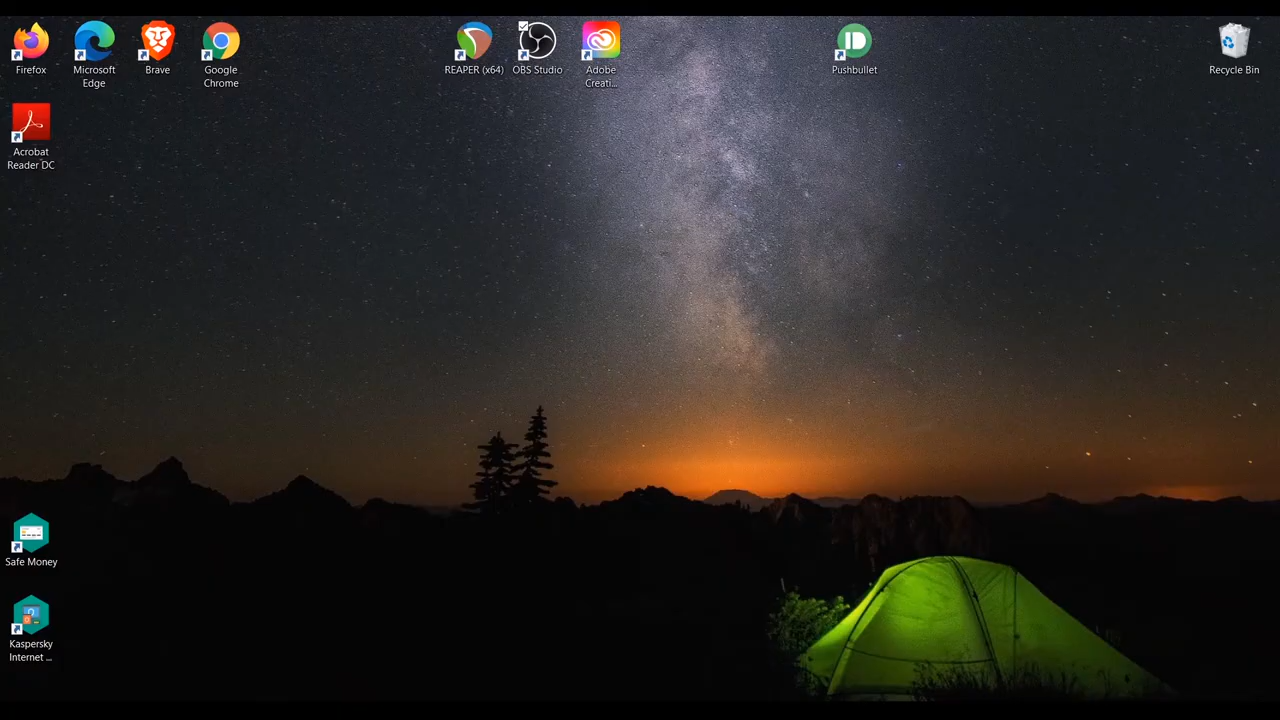 Firefox
Microsoft
Edge
Brave
Google
Chrome
REAPER (x64)
OBS Studio
Adobe
Creati...
Pushbullet
Recycle Bin
Acrobat
Reader DC
Safe Money
Kaspersky
Internet ...